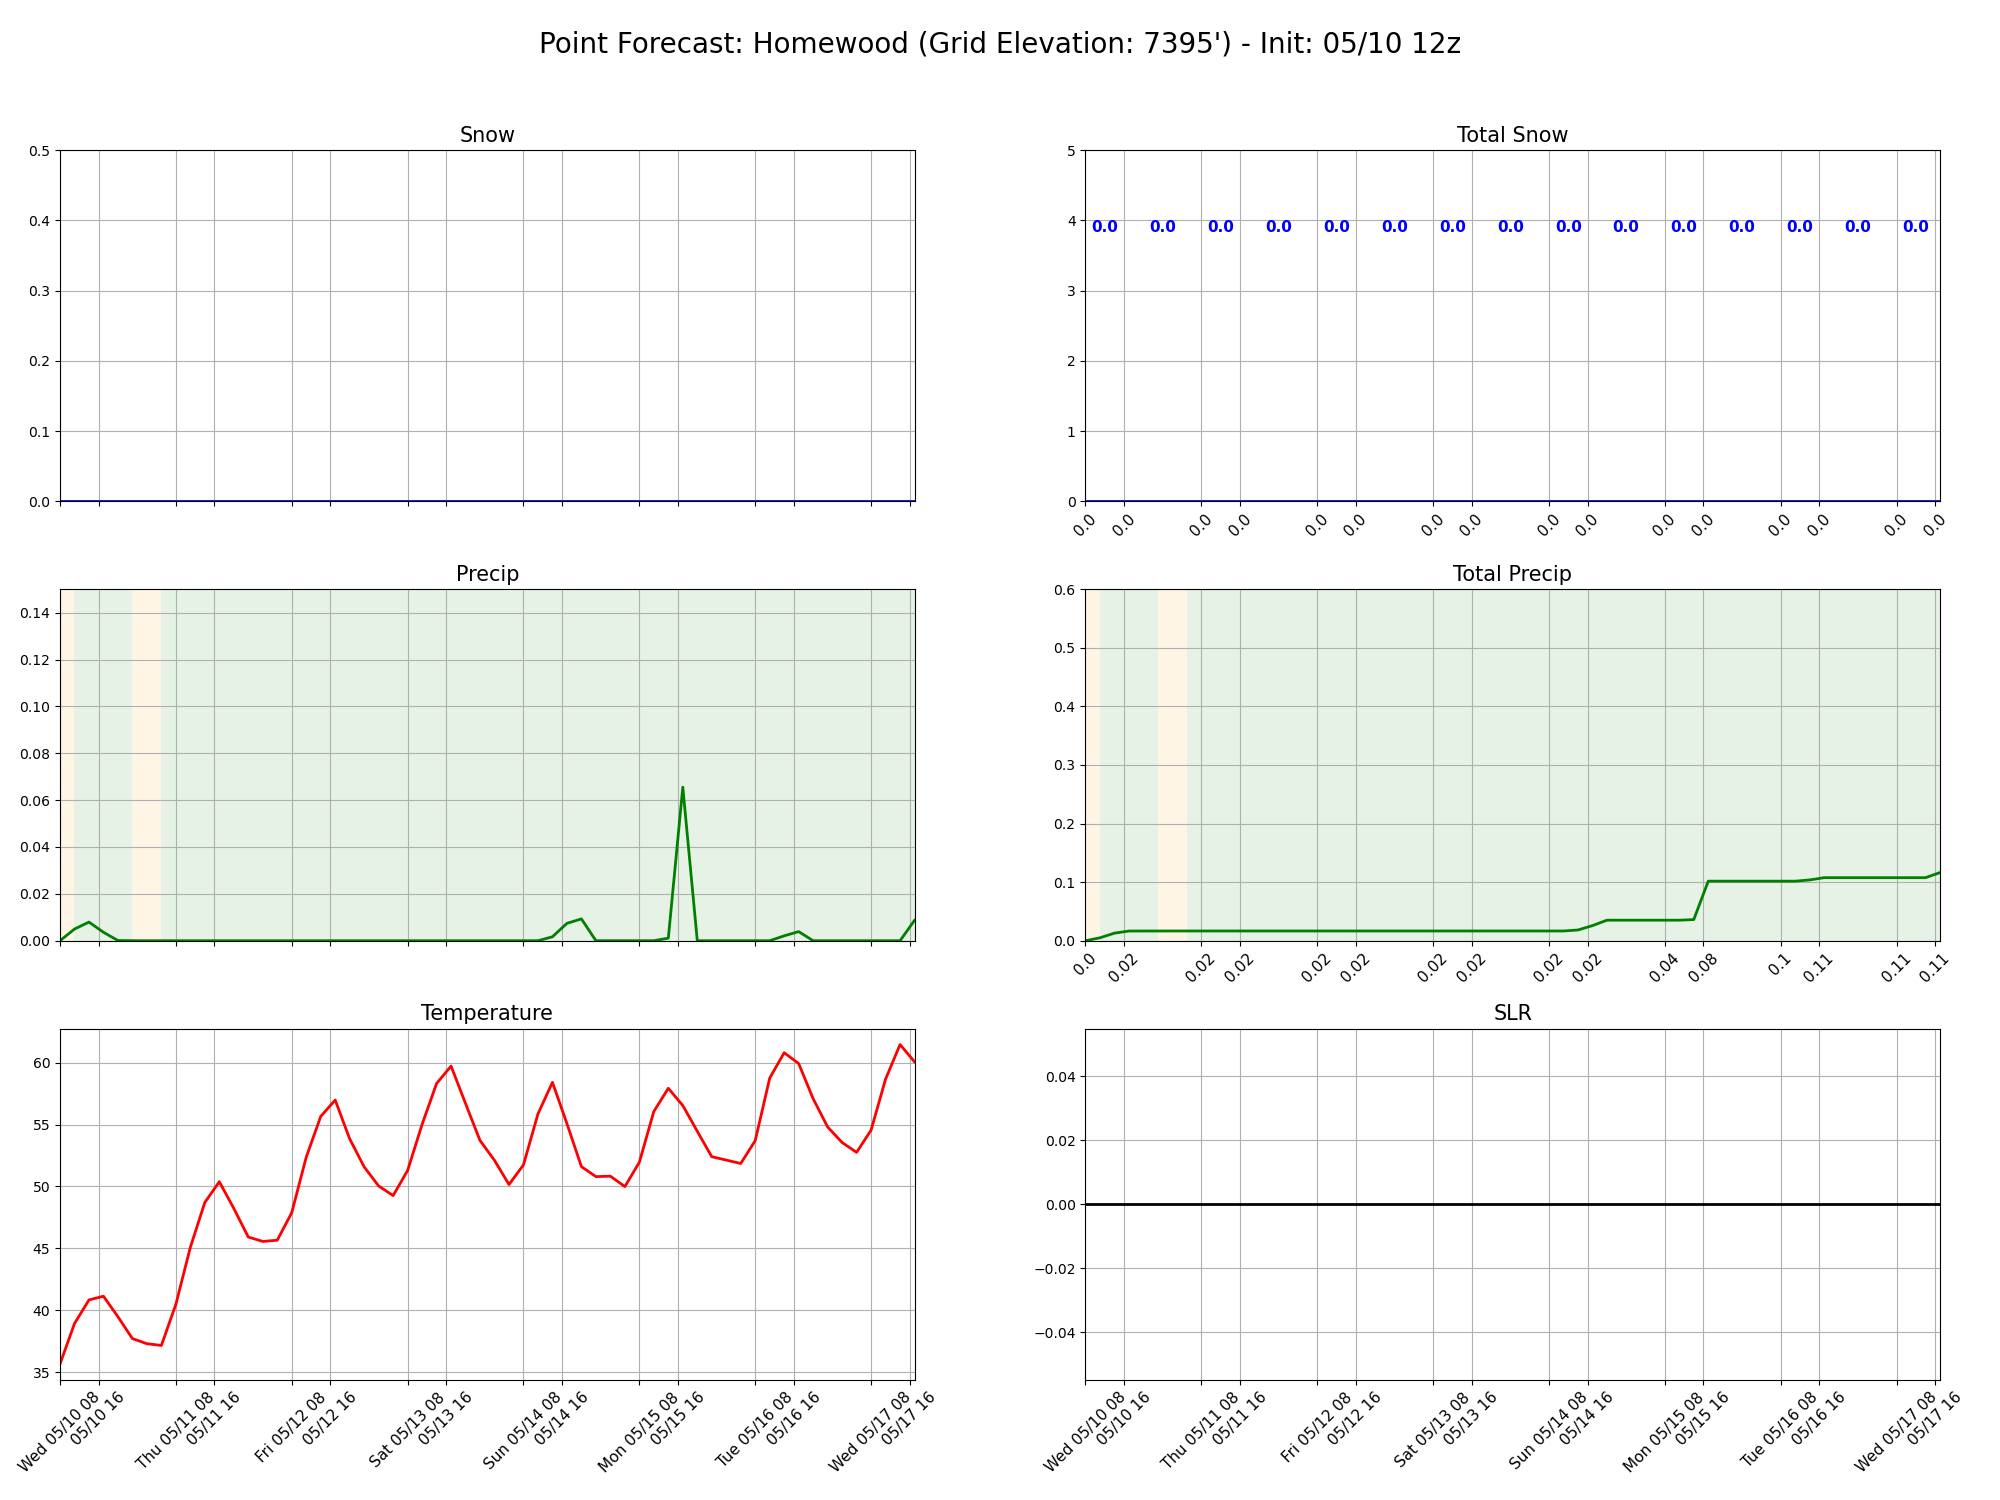 Point Forecast: Homewood (Grid Elevation: 7395') - Init: 05/10 12z
Snow
0.5
0.4
0.3
0.2
0.1
0.0
Total Snow
5
4
3
2
1
0
0.0 0.0 0.0 0.0 0.0 0.0 0.0 0.0 0.0 0.0 0.0 0.0 0.0 0.0 0.0
0.0 0.0 0.0 0.0 0.0 0.0 0.0 0.0 0.0 0.0 0.0 0.0 0.0 0.0 0.0 0.0
Precip
0.14
0.12
0.10
0.08
0.06
0.04
0.02
0.00
Total Precip
0.6
0.5
0.4
0.3
0.2
0.1
0.0
0.0 0.02 0.02 0.02 0.02 0.02 0.02 0.02 0.02 0.02 0.04 0.08 0.1 0.11 0.11 0.11
Temperature
60
55
50
45
40
35
Wed 05/10 08
05/10 16
Thu 05/11 08
05/11 16
Fri 05/12 08
05/12 16
Sat 05/13 08
05/13 16
Sun 05/14 08
05/14 16
Mon 05/15 08
05/15 16
Tue 05/16 08
05/16 16
Wed 05/17 08
05/17 16
SLR
0.04
0.02
0.00
−0.02
−0.04
Wed 05/10 08
05/10 16
Thu 05/11 08
05/11 16
Fri 05/12 08
05/12 16
Sat 05/13 08
05/13 16
Sun 05/14 08
05/14 16
Mon 05/15 08
05/15 16
Tue 05/16 08
05/16 16
Wed 05/17 08
05/17 16